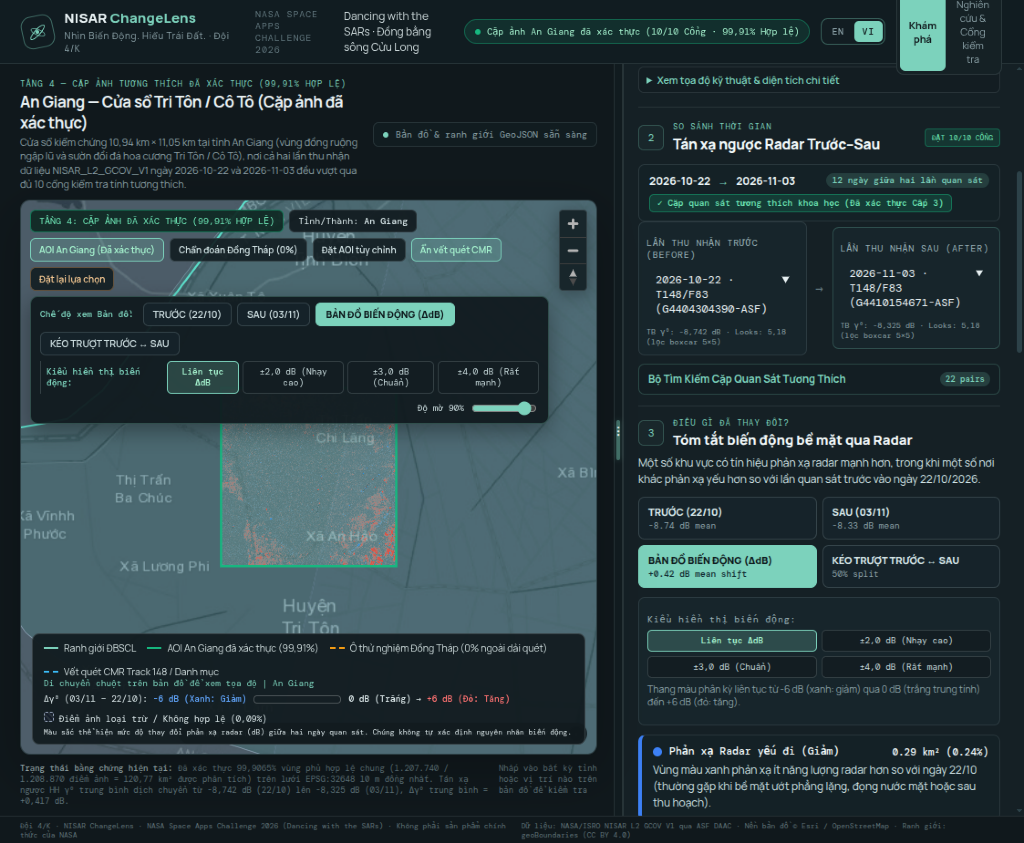 NISAR ChangeLens
Nhìn Biến Động. Hiểu Trái Đất. · Đội
4/K
NASA SPACE
APPS
CHALLENGE
2026
Dancing with the
SARs · Đồng bằng
sông Cửu Long
Cặp ảnh An Giang đã xác thực (10/10 Cổng · 99,91% Hợp lệ)
EN
VI
Khám
phá
Nghiên
cứu &
Cổng
kiểm
tra
TẦNG 4 — CẶP ẢNH TƯƠNG THÍCH ĐÃ XÁC THỰC (99,91% HỢP LỆ)
An Giang — Cửa sổ Tri Tôn / Cô Tô (Cặp ảnh đã
xác thực)
Cửa sổ kiểm chứng 10,94 km × 11,05 km tại tỉnh An Giang (vùng đồng ruộng
ngập lũ và sườn đồi đá hoa cương Tri Tôn / Cô Tô), nơi cả hai lần thu nhận
dữ liệu NISAR_L2_GCOV_V1 ngày 2026-10-22 và 2026-11-03 đều vượt qua
đủ 10 cổng kiểm tra tính tương thích.
Bản đồ & ranh giới GeoJSON sẵn sàng
TẦNG 4: CẶP ẢNH ĐÃ XÁC THỰC (99,91% HỢP LỆ)
Tỉnh/Thành: An Giang
AOI An Giang (Đã xác thực)
Chẩn đoán Đồng Tháp (0%)
Đặt AOI tùy chỉnh
Ẩn vết quét CMR
Đặt lại lựa chọn
Chế độ xem Bản đồ:
TRƯỚC (22/10)
SAU (03/11)
BẢN ĐỒ BIẾN ĐỘNG (ΔdB)
KÉO TRƯỢT TRƯỚC ↔ SAU
Kiểu hiển thị biến
động:
Liên tục
ΔdB
±2,0 dB (Nhạy
cao)
±3,0 dB
(Chuẩn)
±4,0 dB (Rất
mạnh)
Độ mờ 90%
Chi Lăng
Thị Trấn
Ba Chúc
Xã Vĩnhh
Phước
Xã An Hảo
Xã Lương Phi
Huyện
Tri Tôn
Ranh giới ĐBSCL
AOI An Giang đã xác thực (99,91%)
Ô thử nghiệm Đồng Tháp (0% ngoài dải quét)
Vết quét CMR Track 148 / Danh mục
Di chuyển chuột trên bản đồ để xem tọa độ | An Giang
Δγ⁰ (03/11 − 22/10): -6 dB (Xanh: Giảm)
0 dB (Trắng) → +6 dB (Đỏ: Tăng)
Điểm ảnh loại trừ / Không hợp lệ (0,09%)
Màu sắc thể hiện mức độ thay đổi phản xạ radar (dB) giữa hai ngày quan sát. Chúng không tự xác định nguyên nhân biến động.
Trạng thái bằng chứng hiện tại: Đã xác thực 99,9065% vùng phủ hợp lệ chung (1.207.740 /
1.208.870 điểm ảnh = 120,77 km² được phân tích) trên lưới EPSG:32648 10 m đồng nhất. Tán xạ
ngược HH γ⁰ trung bình dịch chuyển từ -8,742 dB (22/10) lên -8,325 dB (03/11), Δγ⁰ trung bình =
+0,417 dB.
Nhấp vào bất kỳ tính
hoặc vị trí nào trên
bản đồ để kiểm tra
Xem tọa độ kỹ thuật & diện tích chi tiết
2
SO SÁNH THỜI GIAN
Tán xạ ngược Radar Trước–Sau
ĐẠT 10/10 CỔNG
2026-10-22 → 2026-11-03
12 ngày giữa hai lần quan sát
✓ Cặp quan sát tương thích khoa học (Đã xác thực Cấp 3)
LẦN THU NHẬN TRƯỚC
(BEFORE)
2026-10-22 ·
T148/F83
(G4404304390-ASF)
TB γ⁰: -8,742 dB · Looks: 5,18
(lọc boxcar 5×5)
→
LẦN THU NHẬN SAU (AFTER)
2026-11-03 ·
T148/F83
(G4410154671-ASF)
TB γ⁰: -8,325 dB · Looks: 5,18
(lọc boxcar 5×5)
Bộ Tìm Kiếm Cặp Quan Sát Tương Thích
22 pairs
3
ĐIỀU GÌ ĐÃ THAY ĐỔI?
Tóm tắt biến động bề mặt qua Radar
Một số khu vực có tín hiệu phản xạ radar mạnh hơn, trong khi một số nơi
khác phản xạ yếu hơn so với lần quan sát trước vào ngày 22/10/2026.
TRƯỚC (22/10)
-8.74 dB mean
SAU (03/11)
-8.33 dB mean
BẢN ĐỒ BIẾN ĐỘNG (ΔdB)
+0.42 dB mean shift
KÉO TRƯỢT TRƯỚC ↔ SAU
50% split
Kiểu hiển thị biến động:
Liên tục ΔdB
±2,0 dB (Nhạy cao)
±3,0 dB (Chuẩn)
±4,0 dB (Rất mạnh)
Thang màu phân kỳ liên tục từ -6 dB (xanh: giảm) qua 0 dB (trắng trung tính)
đến +6 dB (đỏ: tăng).
Phản xạ Radar yếu đi (Giảm)
0.29 km² (0.24%)
Vùng màu xanh phản xạ ít năng lượng radar hơn so với ngày 22/10
(thường gặp khi bề mặt ướt phẳng lặng, đọng nước mặt hoặc sau
thu hoạch).
Đội 4/K · NISAR ChangeLens · NASA Space Apps Challenge 2026 (Dancing with the SARs) · Không phải sản phẩm chính
thức của NASA
Dữ liệu: NASA/ISRO NISAR L2 GCOV V1 qua ASF DAAC · Nền bản đồ Esri / OpenStreetMap · Ranh giới:
geoBoundaries (CC BY 4.0)